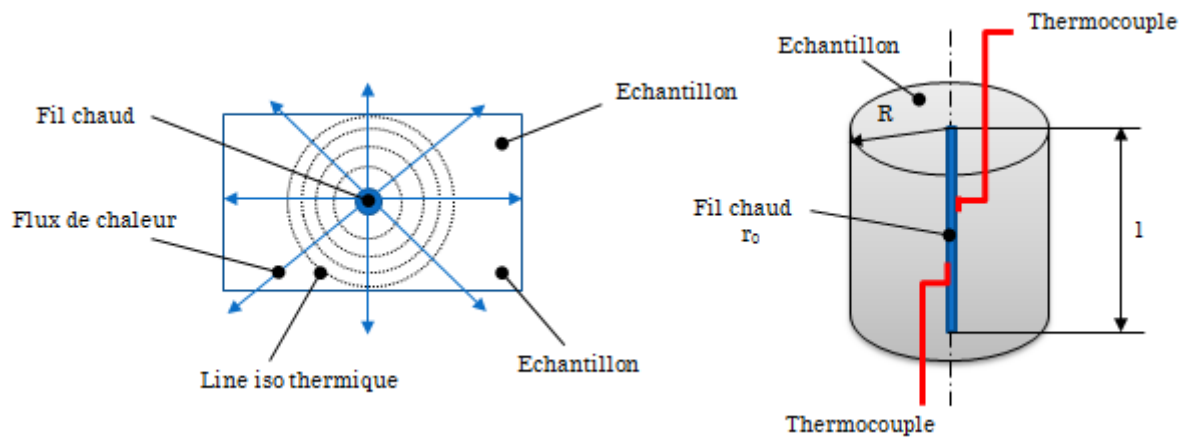 Fil chaud
Echantillon
Flux de chaleur
Line iso thermique
Echantillon
Thermocouple
Echantillon
R
Fil chaud
r₀
l
Thermocouple